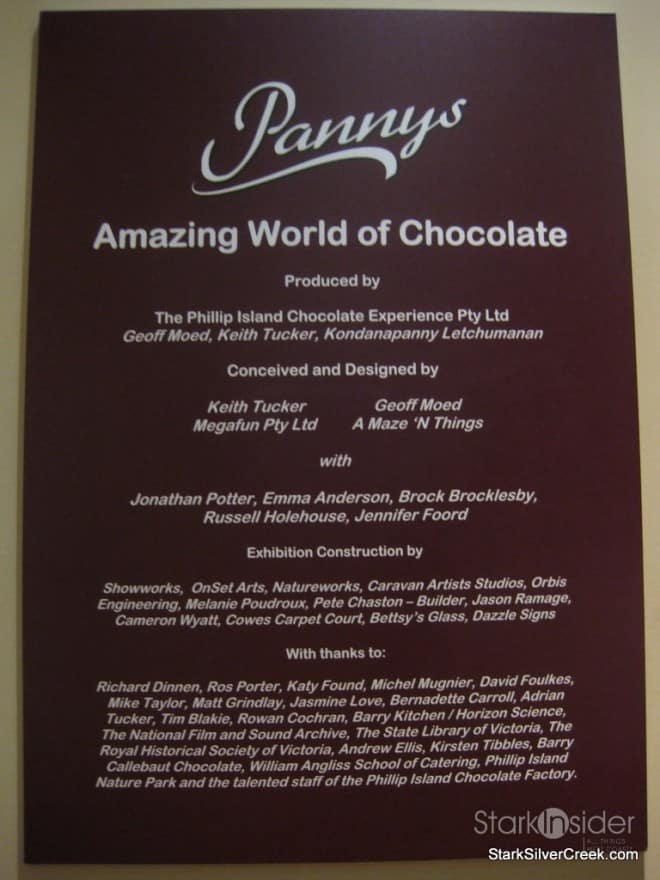 Pannys
Amazing World of Chocolate
Produced by
The Phillip Island Chocolate Experience Pty Ltd
Geoff Moed, Keith Tucker, Kondanapanny Letchumanan
Conceived and Designed by
Keith Tucker Geoff Moed
Megafun Pty Ltd A Maze 'N Things
with
Jonathan Potter, Emma Anderson, Brock Brocklesby,
Russell Holehouse, Jennifer Foord
Exhibition Construction by
Showworks, OnSet Arts, Natureworks, Caravan Artists Studios, Orbis
Engineering, Melanie Poudroux, Pete Chaston – Builder, Jason Ramage,
Cameron Wyatt, Cowes Carpet Court, Bettsy's Glass, Dazzle Signs
With thanks to:
Richard Dinnen, Ros Porter, Katy Found, Michel Mugnier, David Foulkes,
Mike Taylor, Matt Grindlay, Jasmine Love, Bernadette Carroll, Adrian
Tucker, Tim Blakie, Rowan Cochran, Barry Kitchen / Horizon Science,
The National Film and Sound Archive, The State Library of Victoria, The
Royal Historical Society of Victoria, Andrew Ellis, Kirsten Tibbles, Barry
Callebaut Chocolate, William Angliss School of Catering, Phillip Island
Nature Park and the talented staff of the Phillip Island Chocolate Factory.
StarkInsider
ALL THINGS
StarkSilverCreek.com